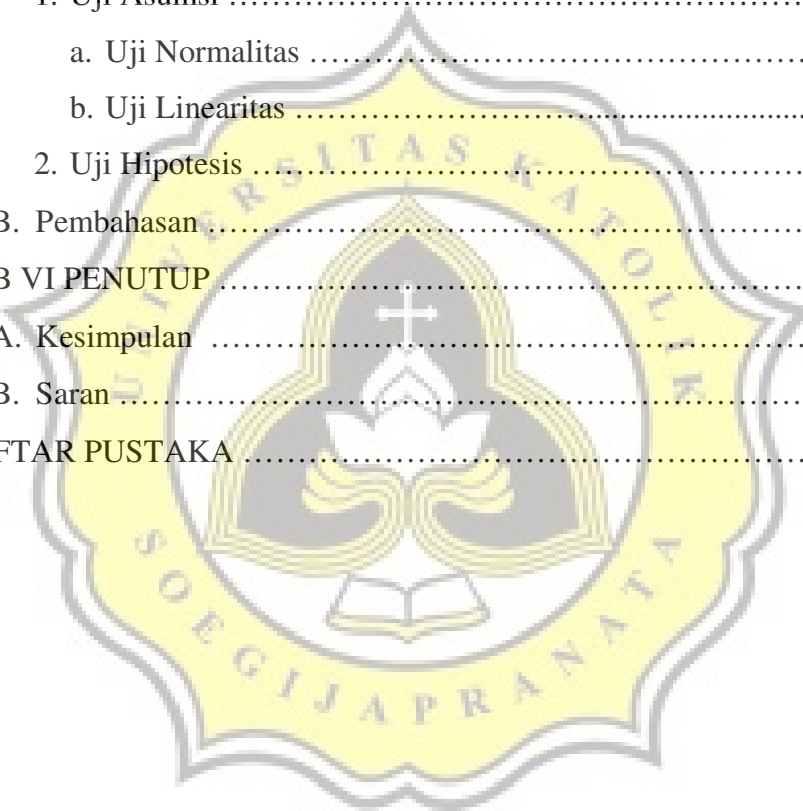 1. Uji Asumsi ...........................................................
a. Uji Normalitas ...........................................................
b. Uji Linearitas ...........................................................
2. Uji Hipotesis ...........................................................
B. Pembahasan ...........................................................
B VI PENUTUP ...........................................................
A. Kesimpulan ...........................................................
B. Saran ...........................................................
FTAR PUSTAKA ...........................................................
UNIVERSITAS KATOLIK
SOEGIJAPRANATA